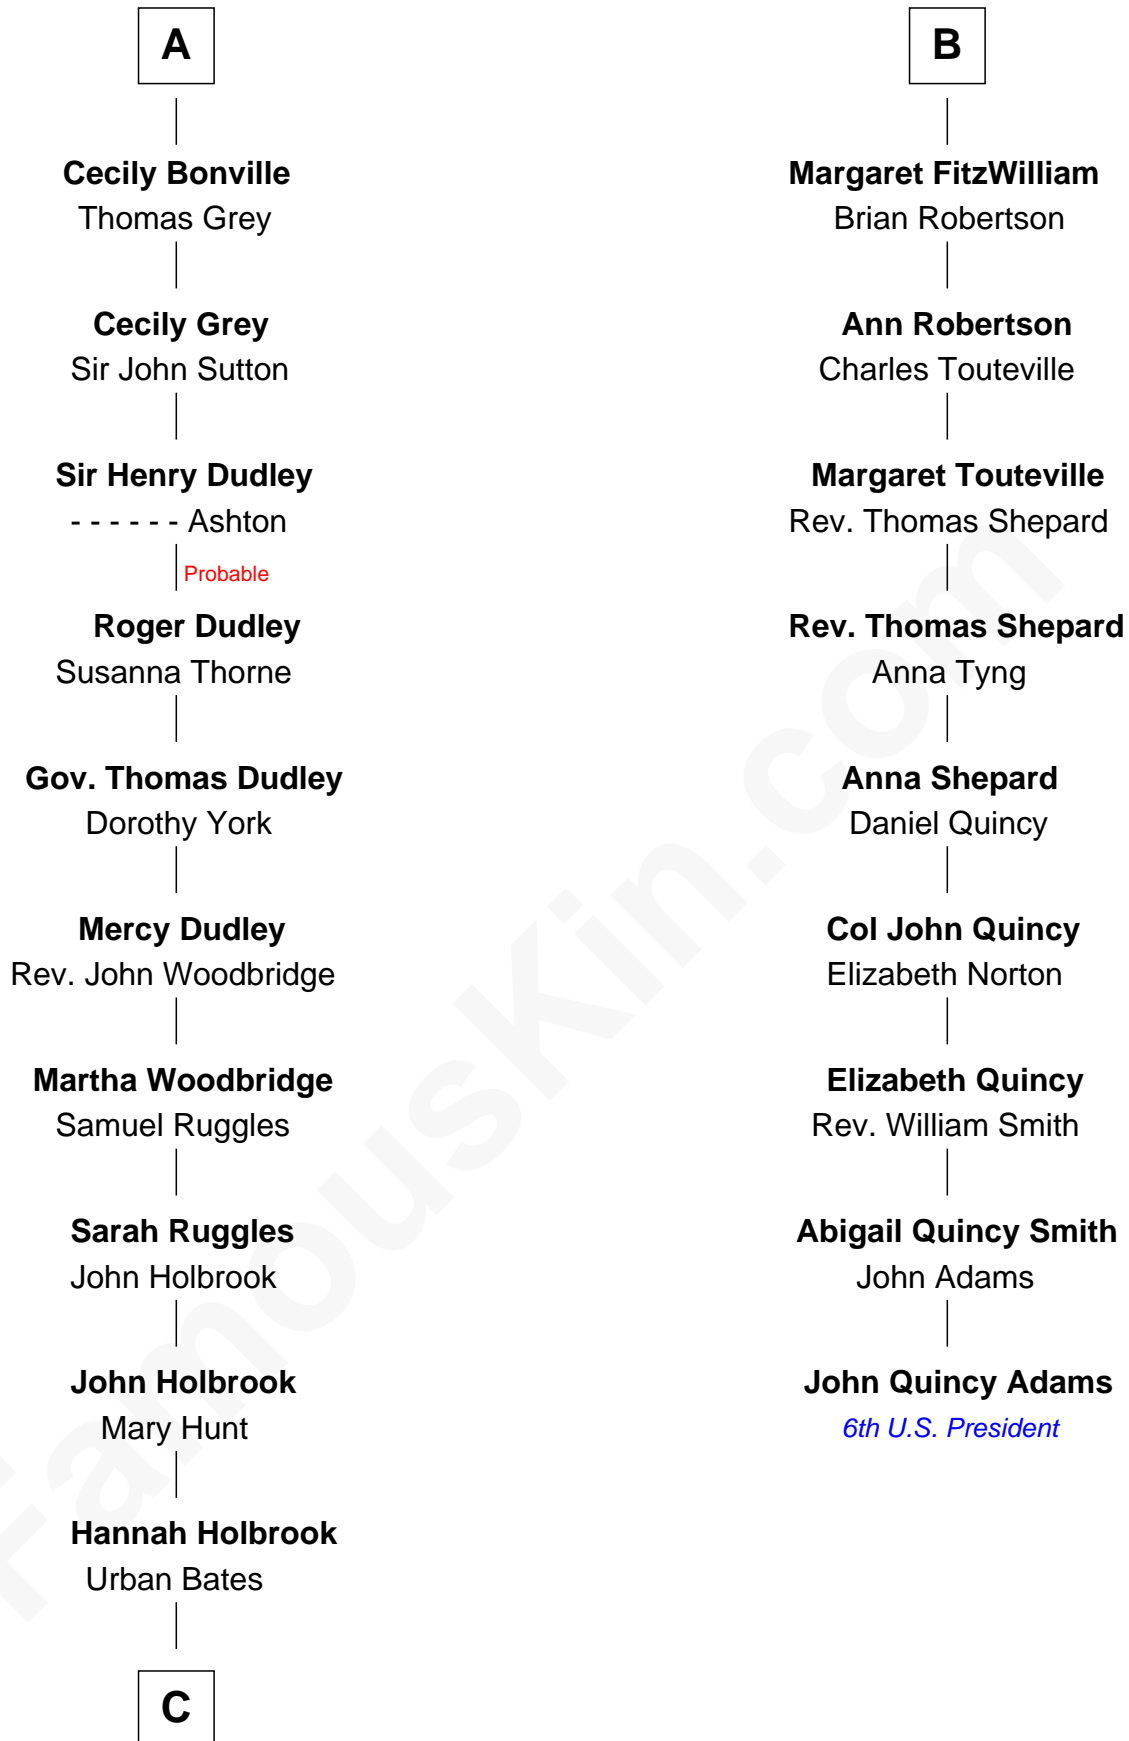 A
Cecily Bonville
Thomas Grey
Cecily Grey
Sir John Sutton
Sir Henry Dudley
- - - - - - Ashton
Probable
Roger Dudley
Susanna Thorne
Gov. Thomas Dudley
Dorothy York
Mercy Dudley
Rev. John Woodbridge
Martha Woodbridge
Samuel Ruggles
Sarah Ruggles
John Holbrook
John Holbrook
Mary Hunt
Hannah Holbrook
Urban Bates
C
B
Margaret FitzWilliam
Brian Robertson
Ann Robertson
Charles Touteville
Margaret Touteville
Rev. Thomas Shepard
Rev. Thomas Shepard
Anna Tyng
Anna Shepard
Daniel Quincy
Col John Quincy
Elizabeth Norton
Elizabeth Quincy
Rev. William Smith
Abigail Quincy Smith
John Adams
John Quincy Adams
6th U.S. President
FamousKin.com